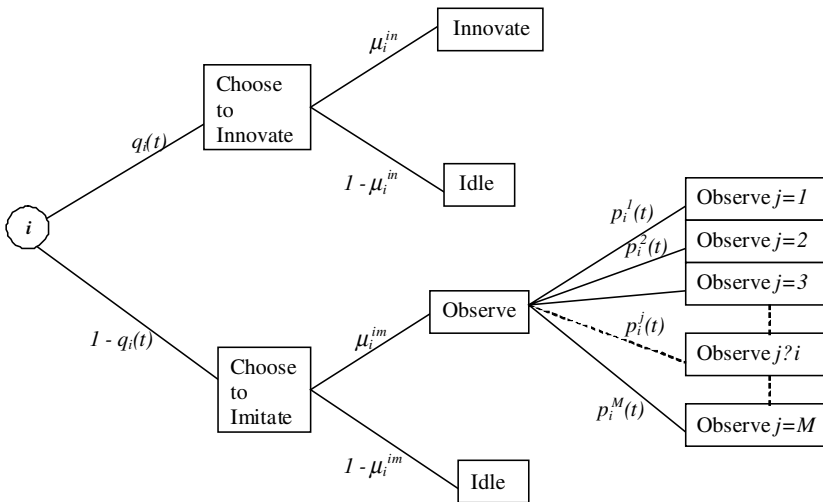 μ_i^{in}
Innovate
Choose
to
Innovate
q_i(t)
1 - μ_i^{in}
Idle
i
p_i^1(t)
Observe j=1
p_i^2(t)
Observe j=2
Observe j=3
Observe
p_i^j(t)
1 - q_i(t)
μ_i^{im}
Observe j?i
Choose
to
Imitate
p_i^M(t)
Observe j=M
1 - μ_i^{im}
Idle